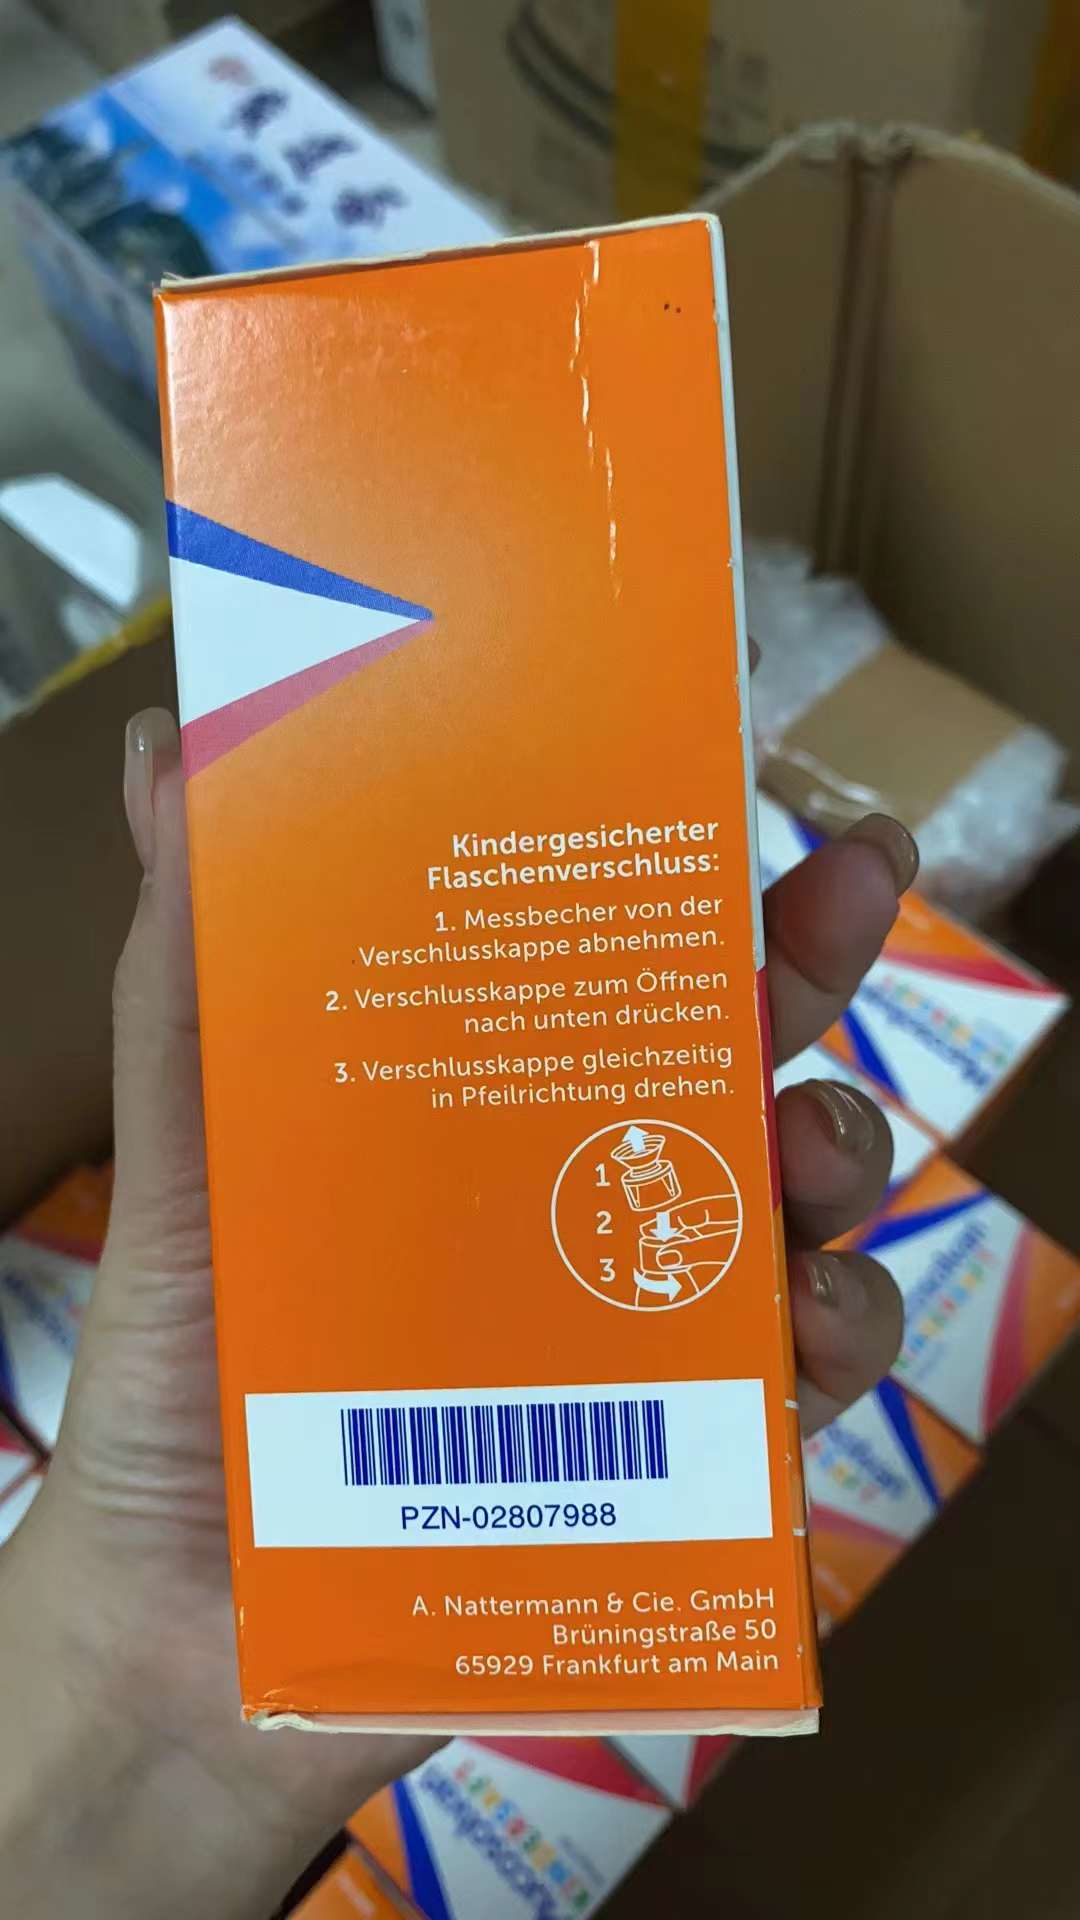 Kindergesicherter
Flaschenverschluss:
1. Messbecher von der
Verschlusskappe abnehmen.
2. Verschlusskappe zum Öffnen
nach unten drücken.
3. Verschlusskappe gleichzeitig
in Pfeilrichtung drehen.
1
2
3
PZN-02807988
A. Nattermann & Cie. GmbH
Brüningstraße 50
65929 Frankfurt am Main